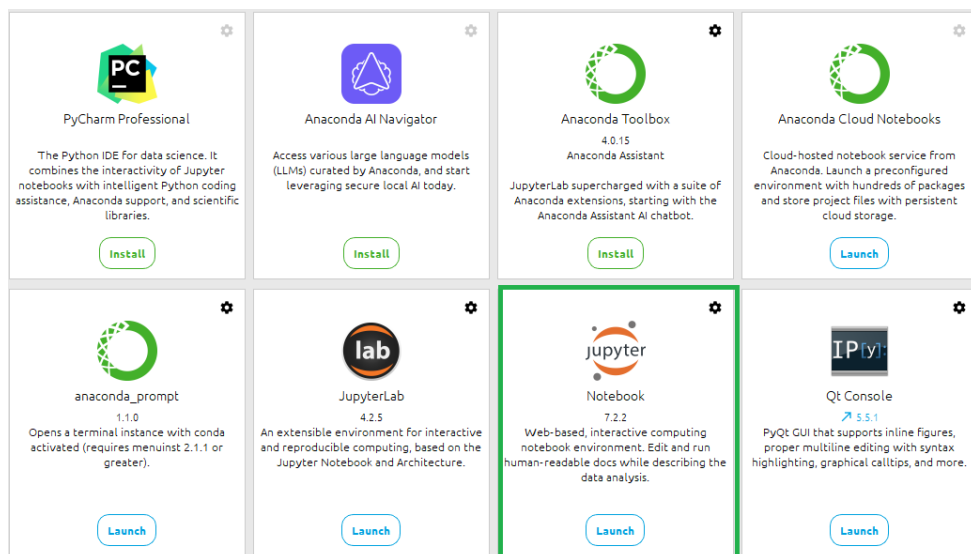 PC
PyCharm Professional
The Python IDE for data science. It
combines the interactivity of Jupyter
notebooks with intelligent Python coding
assistance, Anaconda support, and scientific
libraries.
Install
Anaconda AI Navigator
Access various large language models
(LLMs) curated by Anaconda, and start
leveraging secure local AI today.
Install
Anaconda Toolbox
4.0.15
Anaconda Assistant
JupyterLab supercharged with a suite of
Anaconda extensions, starting with the
Anaconda Assistant AI chatbot.
Install
Anaconda Cloud Notebooks
Cloud-hosted notebook service from
Anaconda. Launch a preconfigured
environment with hundreds of packages
and store project files with persistent
cloud storage.
Launch
anaconda_prompt
1.1.0
Opens a terminal instance with conda
activated (requires menuinst 2.1.1 or
greater).
Launch
lab
JupyterLab
4.2.5
An extensible environment for interactive
and reproducible computing, based on the
Jupyter Notebook and Architecture.
Launch
jupyter
Notebook
7.2.2
Web-based, interactive computing
notebook environment. Edit and run
human-readable docs while describing the
data analysis.
Launch
IP[y]:
Qt Console
5.5.1
PyQt GUI that supports inline figures,
proper multiline editing with syntax
highlighting, graphical calltips, and more.
Launch